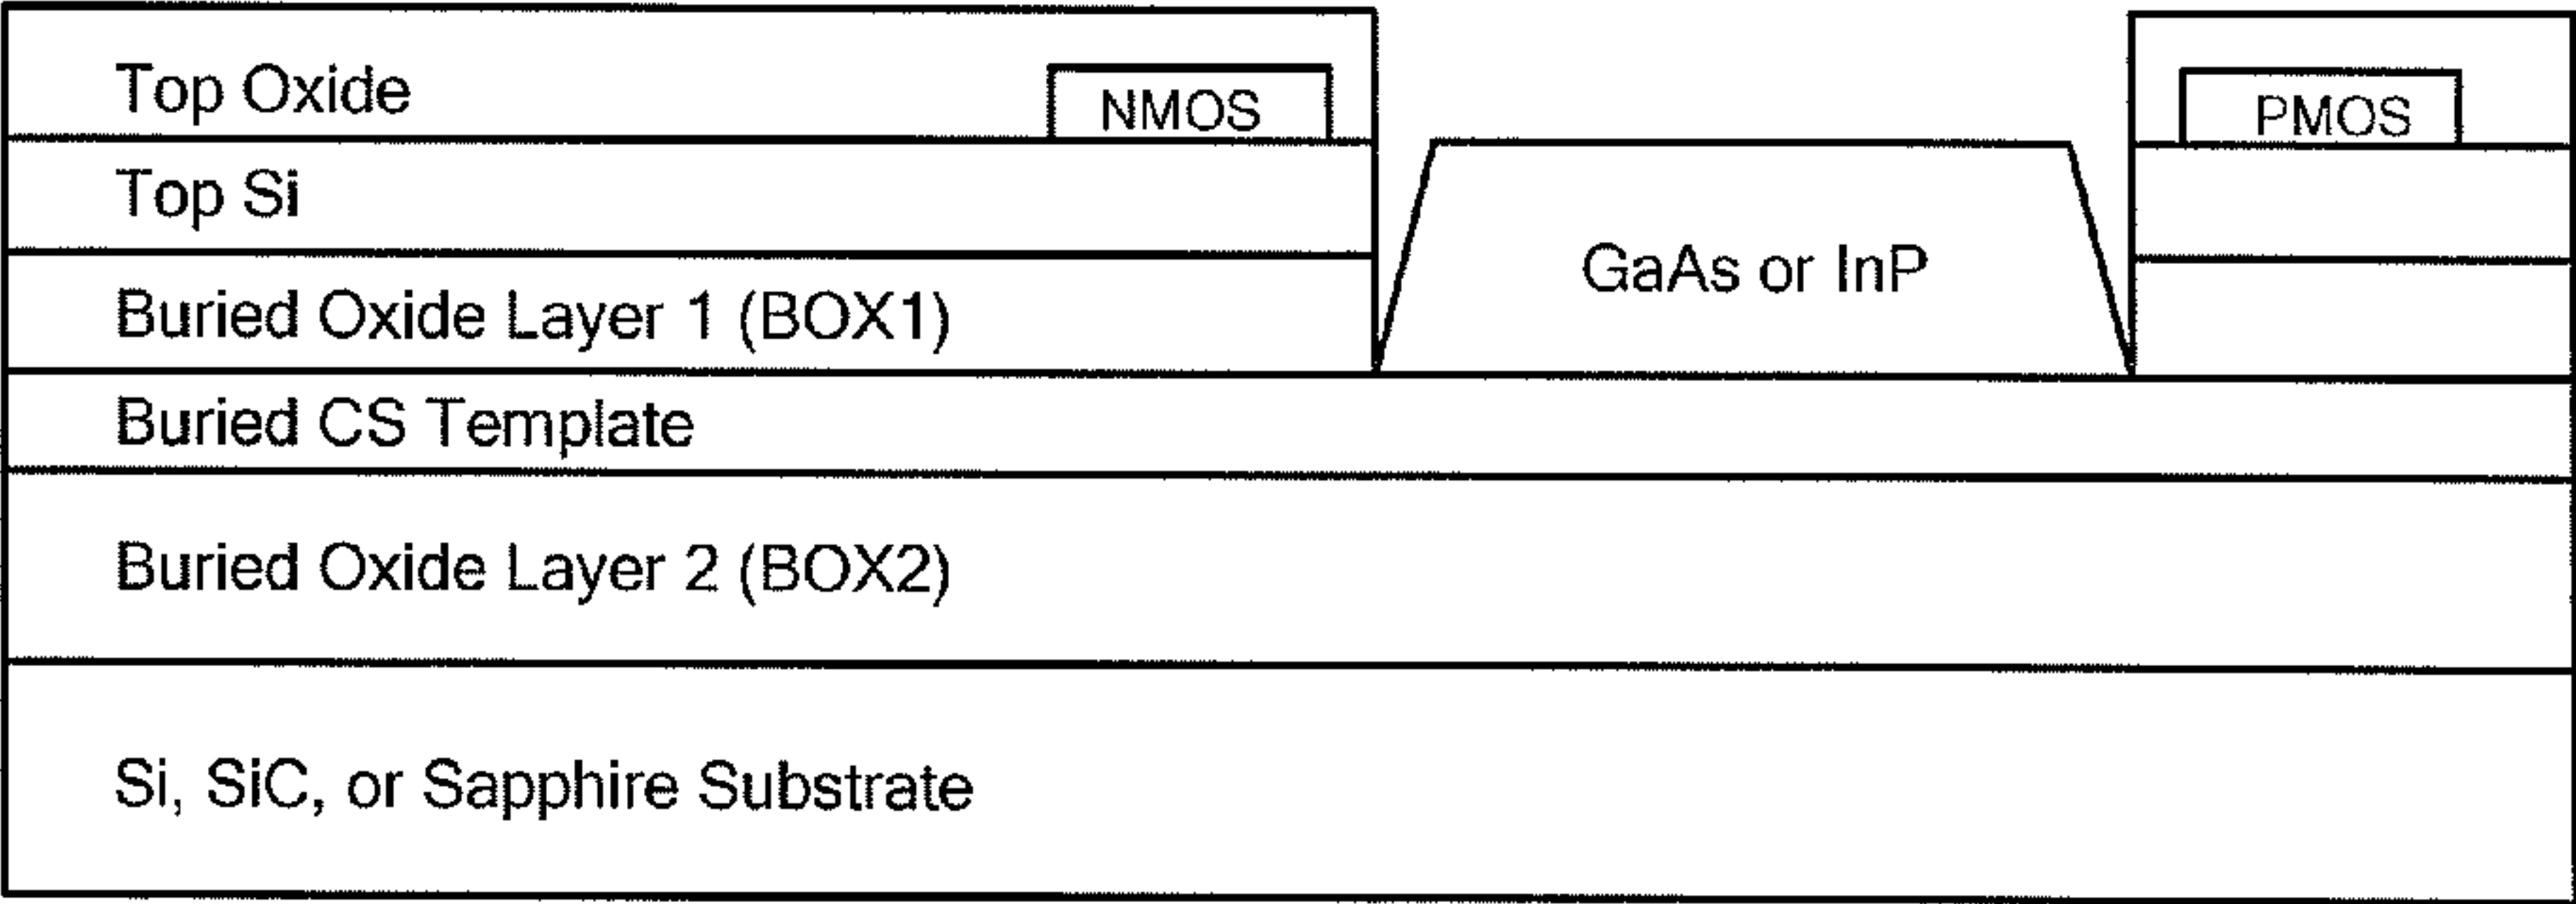 Top Oxide
NMOS
PMOS
Top Si
GaAs or InP
Buried Oxide Layer 1 (BOX1)
Buried CS Template
Buried Oxide Layer 2 (BOX2)
Si, SiC, or Sapphire Substrate